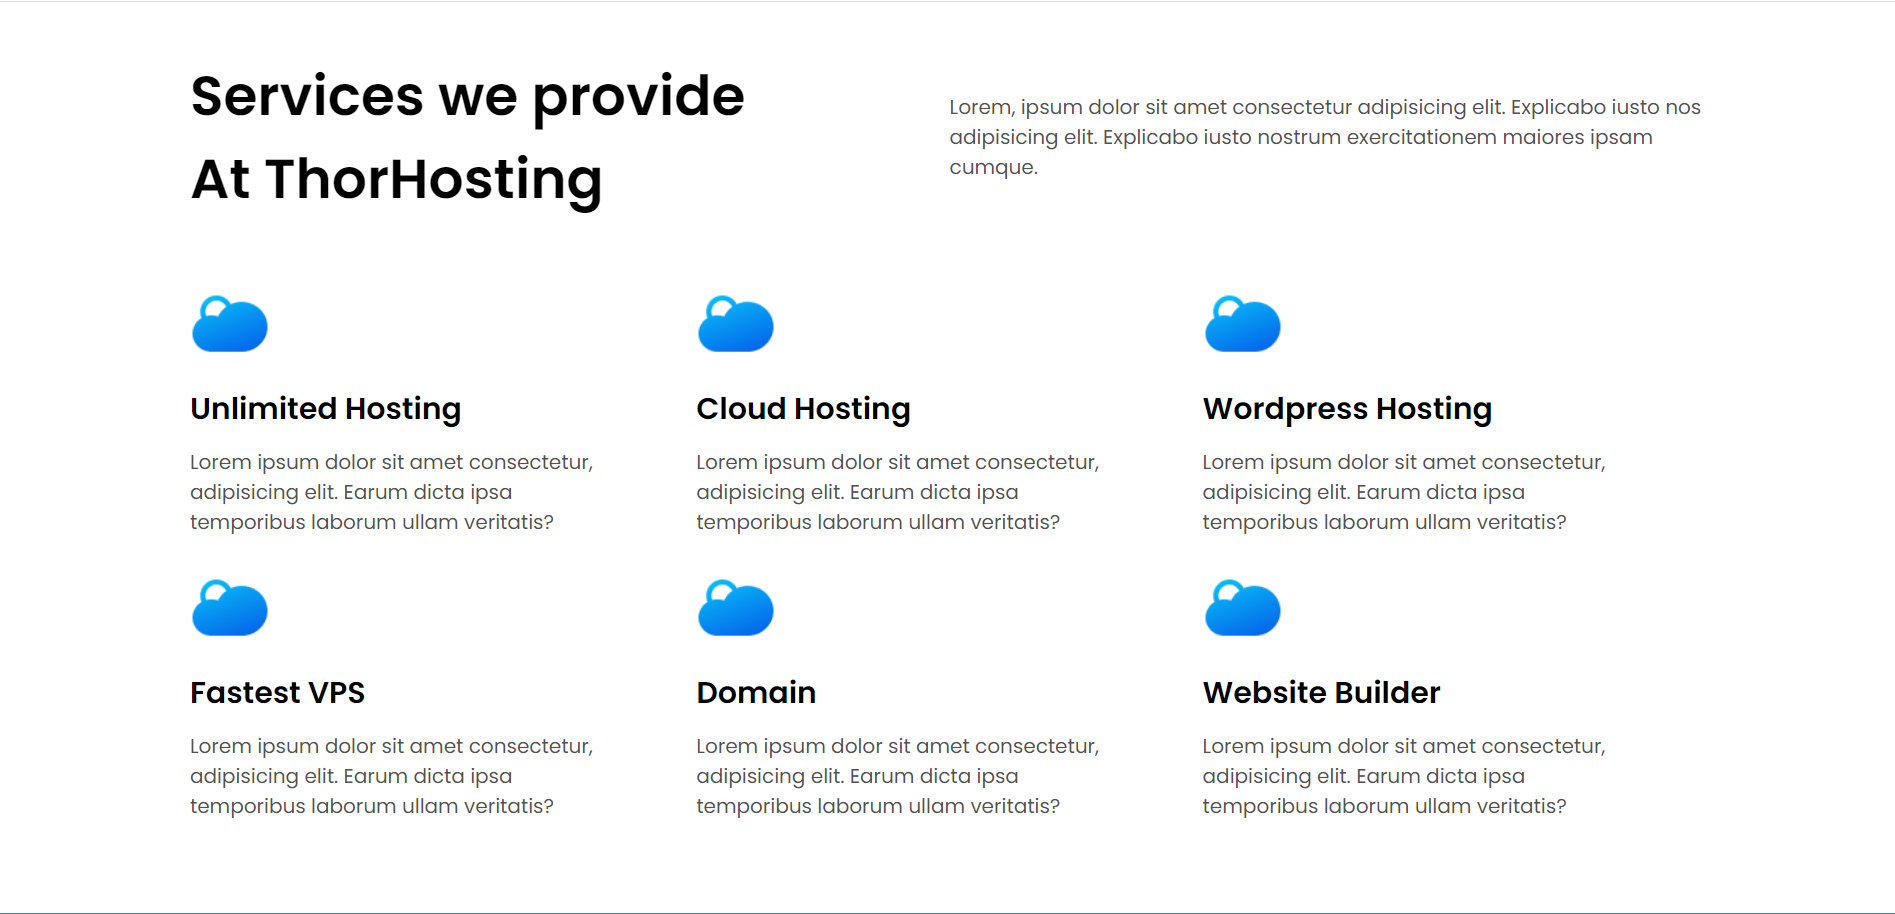 Services we provide
At ThorHosting
Lorem, ipsum dolor sit amet consectetur adipisicing elit. Explicabo iusto nos
adipisicing elit. Explicabo iusto nostrum exercitationem maiores ipsam
cumque.
Unlimited Hosting
Lorem ipsum dolor sit amet consectetur,
adipisicing elit. Earum dicta ipsa
temporibus laborum ullam veritatis?
Cloud Hosting
Lorem ipsum dolor sit amet consectetur,
adipisicing elit. Earum dicta ipsa
temporibus laborum ullam veritatis?
Wordpress Hosting
Lorem ipsum dolor sit amet consectetur,
adipisicing elit. Earum dicta ipsa
temporibus laborum ullam veritatis?
Fastest VPS
Lorem ipsum dolor sit amet consectetur,
adipisicing elit. Earum dicta ipsa
temporibus laborum ullam veritatis?
Domain
Lorem ipsum dolor sit amet consectetur,
adipisicing elit. Earum dicta ipsa
temporibus laborum ullam veritatis?
Website Builder
Lorem ipsum dolor sit amet consectetur,
adipisicing elit. Earum dicta ipsa
temporibus laborum ullam veritatis?